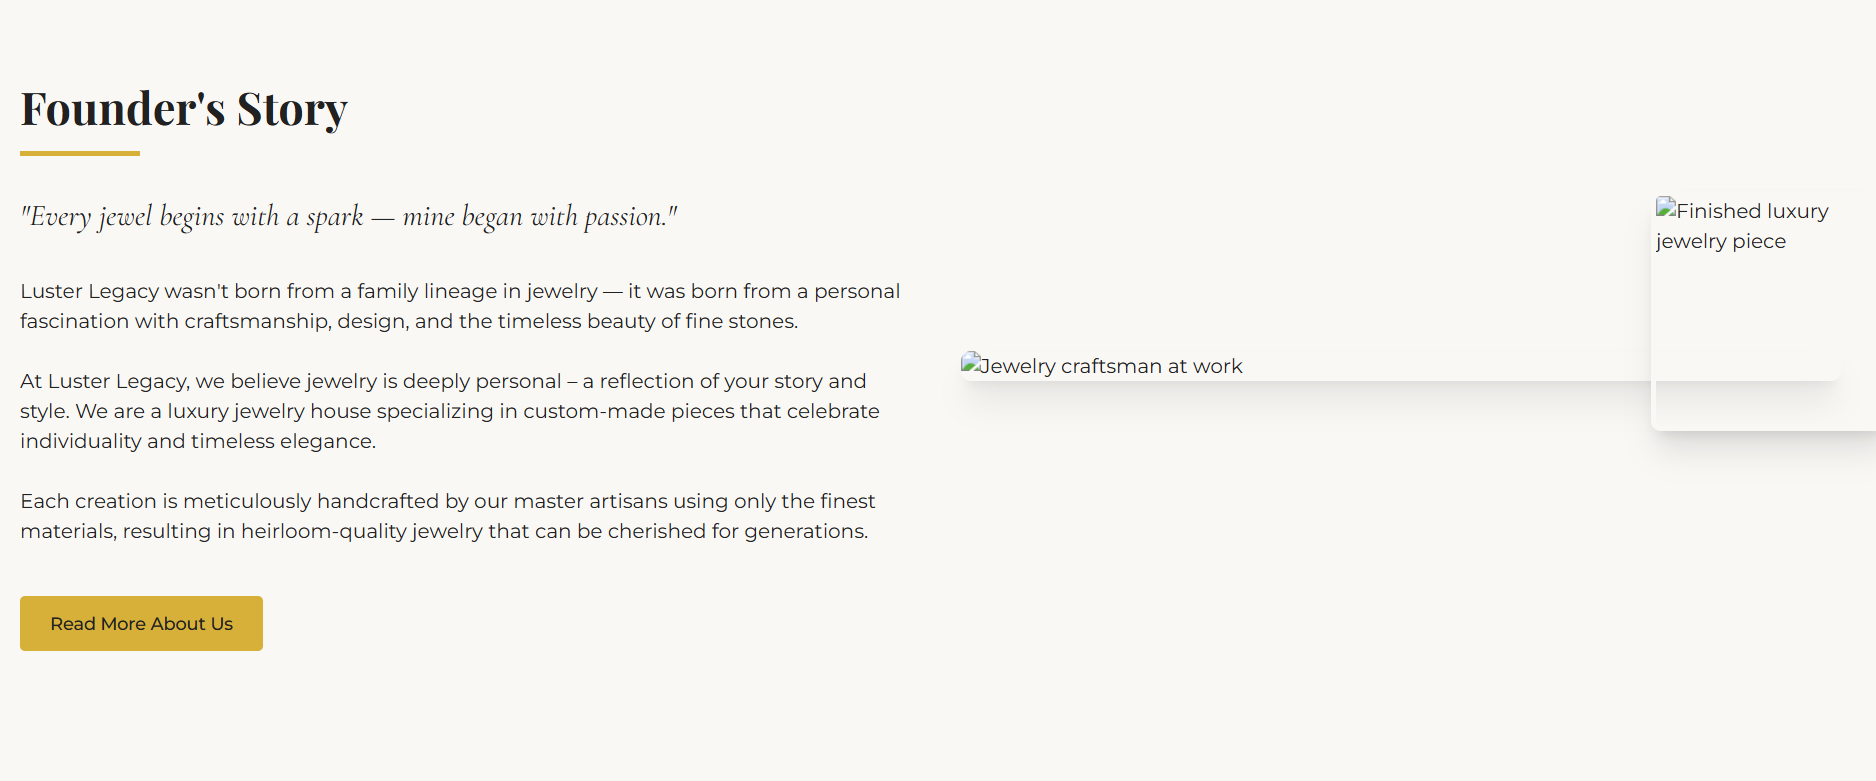 Founder's Story
"Every jewel begins with a spark — mine began with passion."
Luster Legacy wasn't born from a family lineage in jewelry — it was born from a personal
fascination with craftsmanship, design, and the timeless beauty of fine stones.
At Luster Legacy, we believe jewelry is deeply personal – a reflection of your story and
style. We are a luxury jewelry house specializing in custom-made pieces that celebrate
individuality and timeless elegance.
Each creation is meticulously handcrafted by our master artisans using only the finest
materials, resulting in heirloom-quality jewelry that can be cherished for generations.
Read More About Us
Finished luxury
jewelry piece
Jewelry craftsman at work